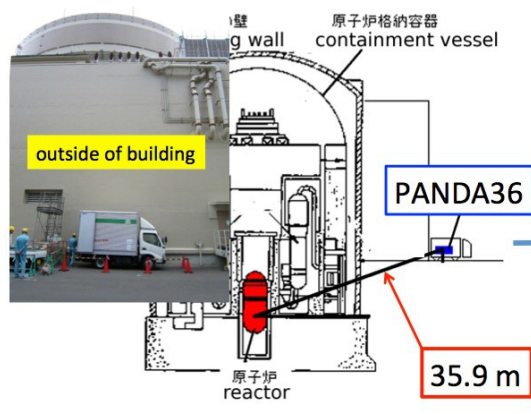 壁
原子炉格納容器
g wall
containment vessel
outside of building
PANDA36
原子炉
reactor
35.9 m